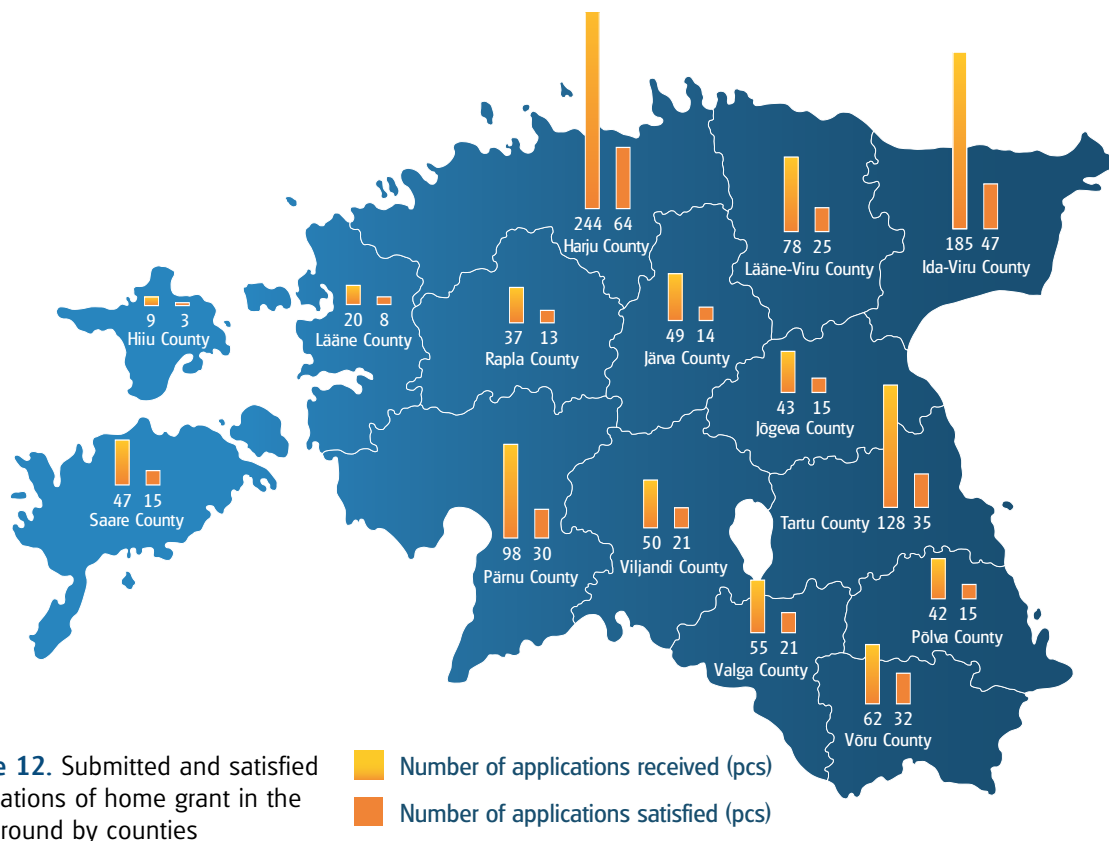 244 64
Harju County
78 25
Lääne-Viru County
185 47
Ida-Viru County
9 3
Hiiu County
20 8
Lääne County
37 13
Rapla County
49 14
Järva County
43 15
Jõgeva County
47 15
Saare County
98 30
Pärnu County
50 21
Viljandi County
Tartu County 128 35
55 21
Valga County
42 15
Põlva County
62 32
Võru County
e 12. Submitted and satisfied
ations of home grant in the
round by counties
Number of applications received (pcs)
Number of applications satisfied (pcs)